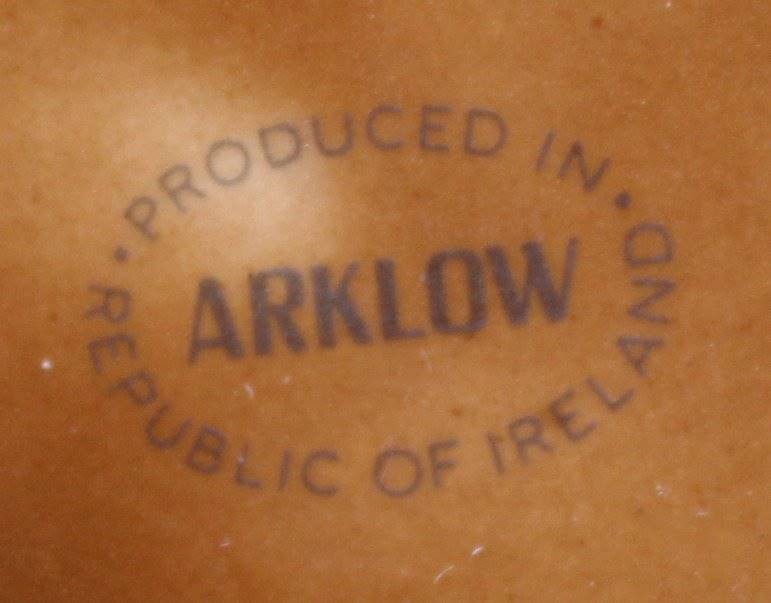 · PRODUCED IN ·
ARKLOW
REPUBLIC OF IRELAND